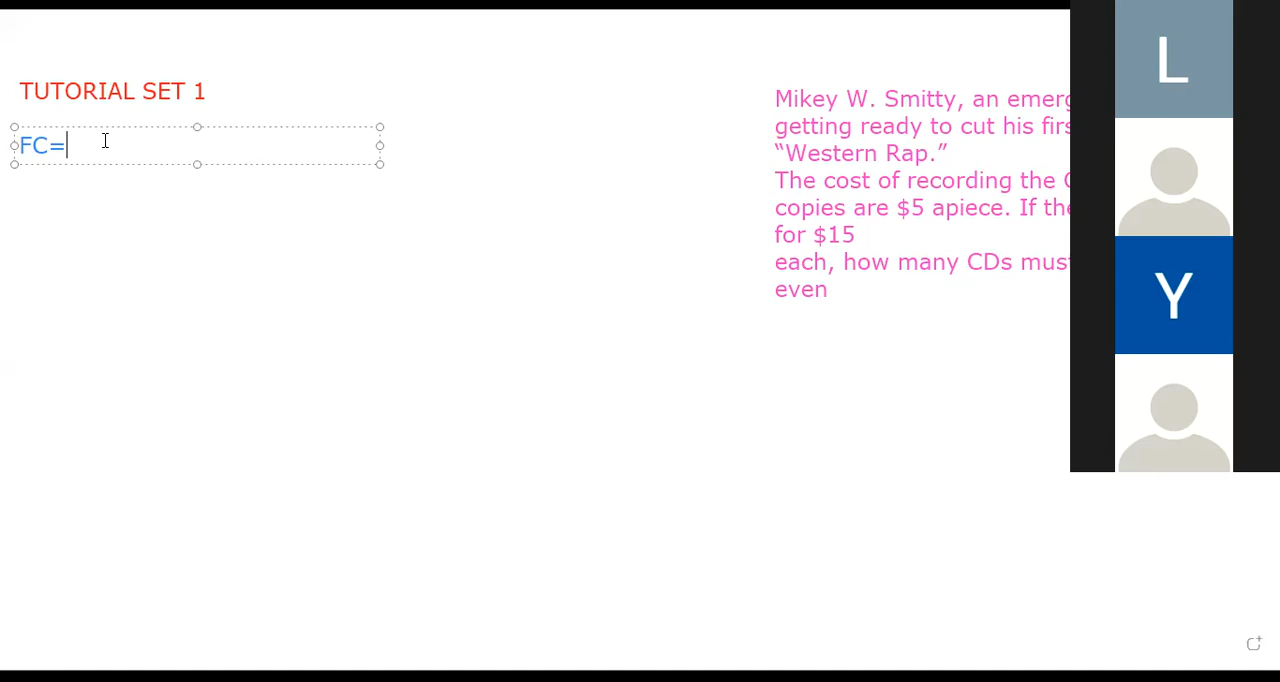 TUTORIAL SET 1
FC=
Mikey W. Smitty, an emerg
getting ready to cut his firs
“Western Rap.”
The cost of recording the
copies are $5 apiece. If the
for $15
each, how many CDs must
even
L
Y